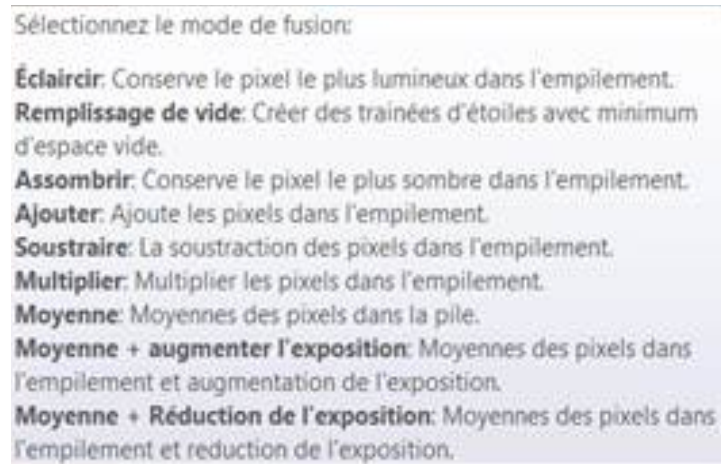 Sélectionnez le mode de fusion:
Éclaircir: Conserve le pixel le plus lumineux dans l'empilement.
Remplissage de vide: Créer des trainées d'étoiles avec minimum
d'espace vide.
Assombrir: Conserve le pixel le plus sombre dans l'empilement.
Ajouter: Ajoute les pixels dans l'empilement.
Soustraire: La soustraction des pixels dans l'empilement.
Multiplier: Multiplier les pixels dans l'empilement.
Moyenne: Moyennes des pixels dans la pile.
Moyenne + augmenter l'exposition: Moyennes des pixels dans
l'empilement et augmentation de l'exposition.
Moyenne + Réduction de l'exposition: Moyennes des pixels dans
l'empilement et reduction de l'exposition.